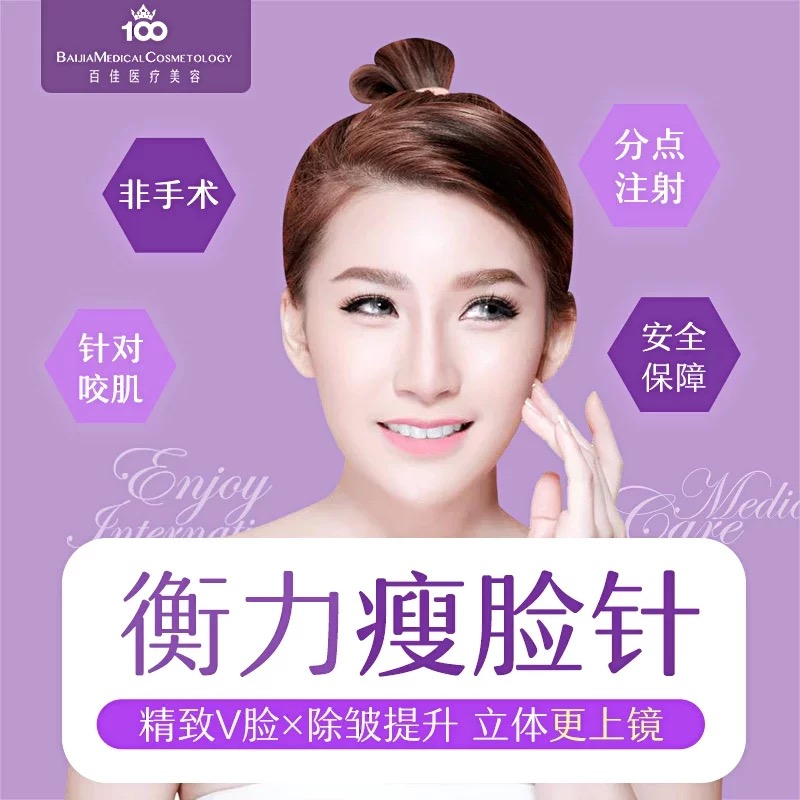 100
BAIJIAMEDICALCOSMETOLOGY
百佳医疗美容
非手术
分点
注射
针对
咬肌
安全
保障
Enjoy
Medic
Internati
Care
衡力瘦脸针
精致V脸×除皱提升 立体更上镜